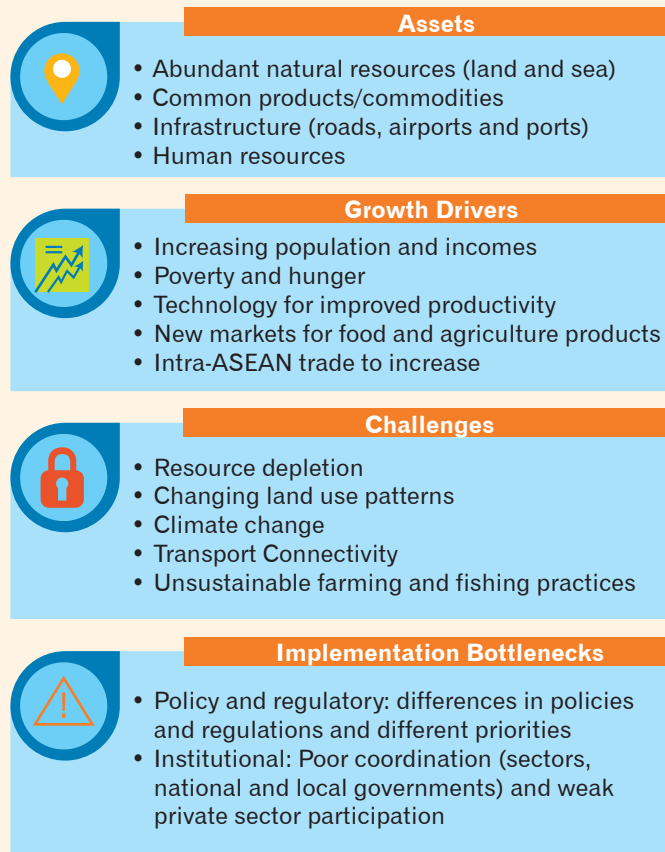 Assets
• Abundant natural resources (land and sea)
• Common products/commodities
• Infrastructure (roads, airports and ports)
• Human resources
Growth Drivers
• Increasing population and incomes
• Poverty and hunger
• Technology for improved productivity
• New markets for food and agriculture products
• Intra-ASEAN trade to increase
Challenges
• Resource depletion
• Changing land use patterns
• Climate change
• Transport Connectivity
• Unsustainable farming and fishing practices
Implementation Bottlenecks
• Policy and regulatory: differences in policies
and regulations and different priorities
• Institutional: Poor coordination (sectors,
national and local governments) and weak
private sector participation